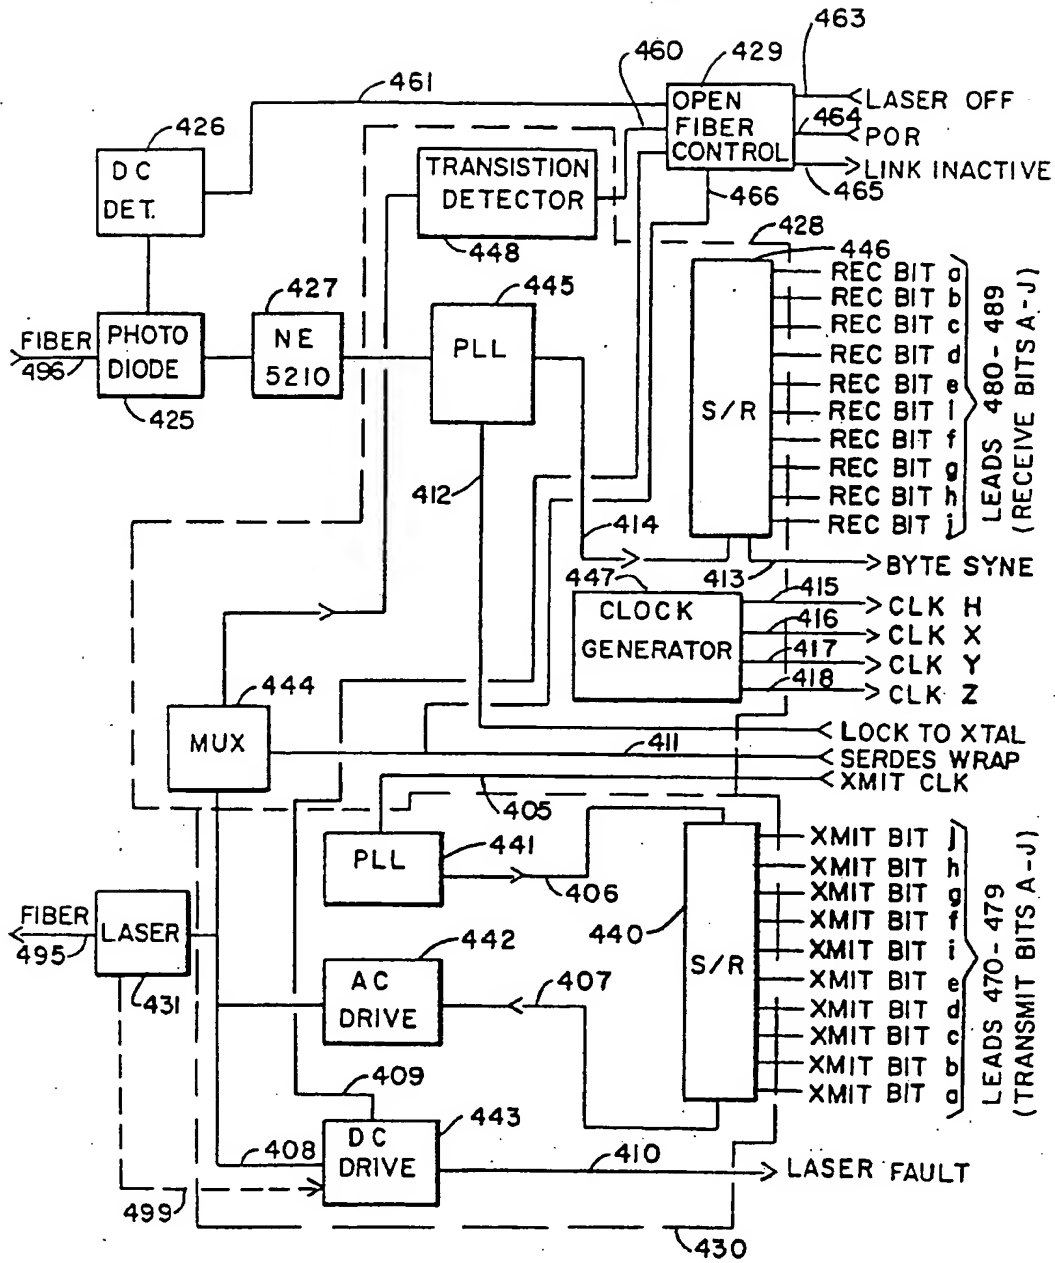 463
460
429
461
OPEN
FIBER
CONTROL
LASER OFF
464
POR
LINK INACTIVE
465
466
426
DC
DET.
TRANSISTION
DETECTOR
448
428
446
427
445
FIBER
496
PHOTO
DIODE
425
NE
5210
PLL
S/R
REC BIT a
REC BIT b
REC BIT c
REC BIT d
REC BIT e
REC BIT i
REC BIT f
REC BIT g
REC BIT h
REC BIT j
LEADS 480-489
(RECEIVE BITS A-J)
412
414
413
BYTE SYNE
447
CLOCK
GENERATOR
415
CLK H
416
CLK X
417
CLK Y
418
CLK Z
444
MUX
LOCK TO XTAL
411
SERDES WRAP
XMIT CLK
405
PLL
441
406
440
S/R
XMIT BIT j
XMIT BIT h
XMIT BIT g
XMIT BIT f
XMIT BIT i
XMIT BIT e
XMIT BIT d
XMIT BIT c
XMIT BIT b
XMIT BIT a
LEADS 470-479
(TRANSMIT BITS A-J)
FIBER
495
LASER
431
442
AC
DRIVE
407
409
443
DC
DRIVE
408
410
LASER FAULT
499
430